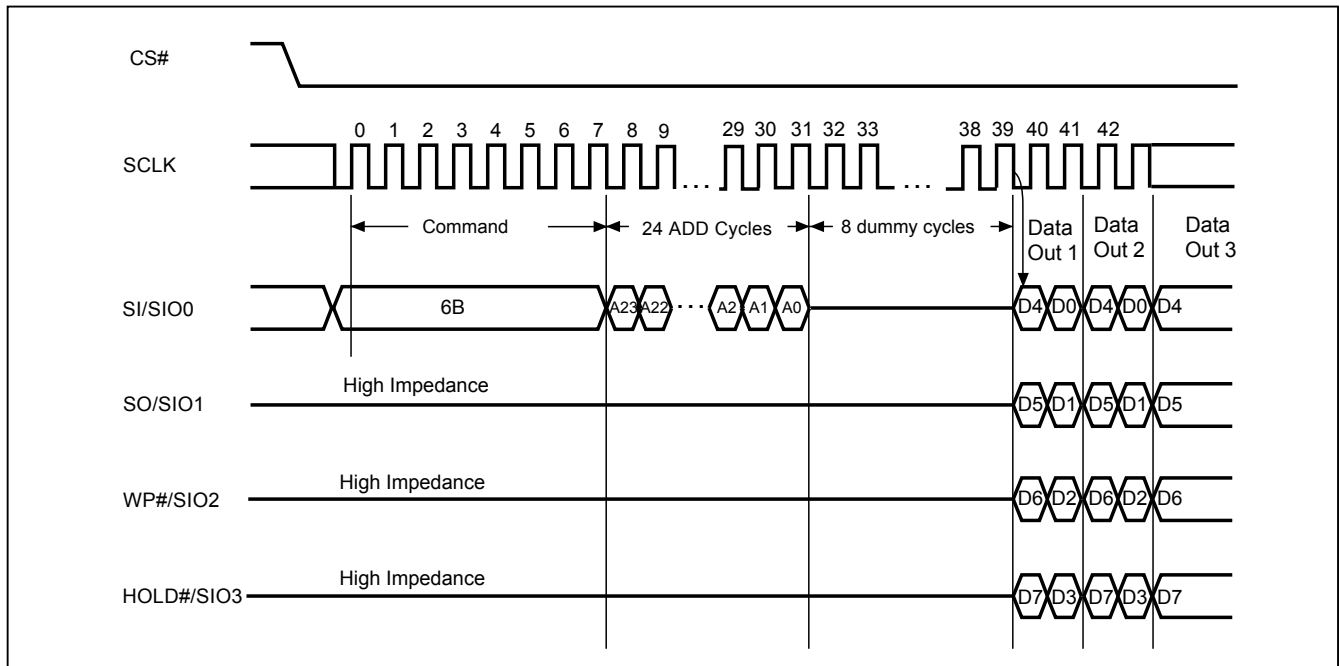 CS#
SCLK
0 1 2 3 4 5 6 7 8 9 29 30 31 32 33 38 39 40 41 42
. . . . . .
Command
24 ADD Cycles
8 dummy cycles
Data Out 1
Data Out 2
Data Out 3
SI/SIO0
6B
A23 A22 · · · A2 A1 A0
D4 D0 D4 D0 D4
High Impedance
SO/SIO1
D5 D1 D5 D1 D5
High Impedance
WP#/SIO2
D6 D2 D6 D2 D6
High Impedance
HOLD#/SIO3
D7 D3 D7 D3 D7